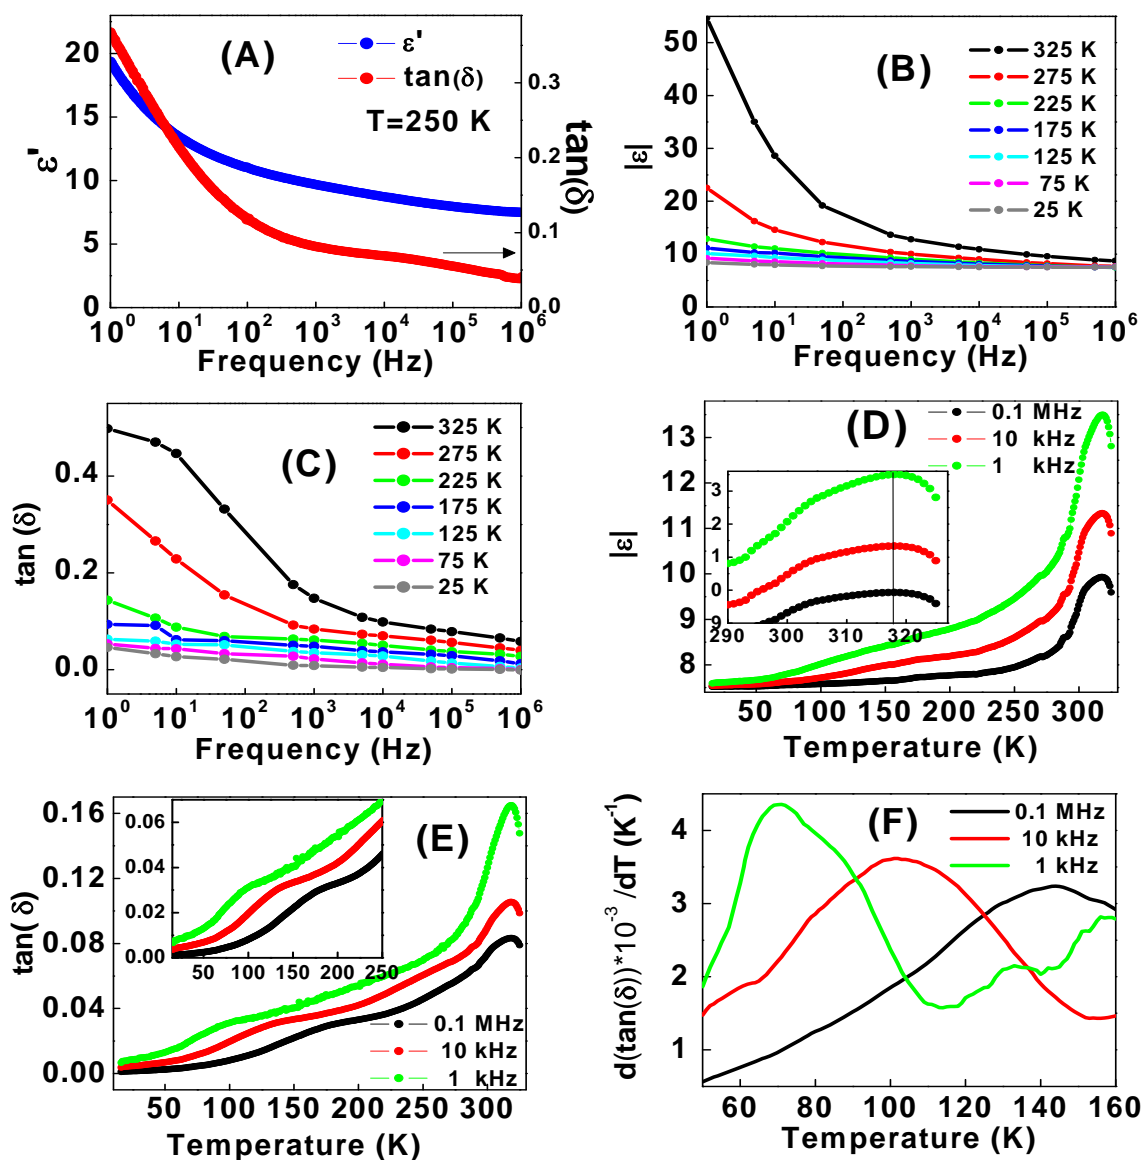 (A)
ε'
tan(δ)
T=250 K
20
15
10
5
0
ε'
0.3
0.2
0.1
0.0
tan(δ)
10⁰ 10¹ 10² 10³ 10⁴ 10⁵ 10⁶
Frequency (Hz)
(B)
325 K
275 K
225 K
175 K
125 K
75 K
25 K
50
40
30
20
10
0
|ε|
10⁰ 10¹ 10² 10³ 10⁴ 10⁵ 10⁶
Frequency (Hz)
(C)
325 K
275 K
225 K
175 K
125 K
75 K
25 K
0.4
0.2
0.0
tan (δ)
10⁰ 10¹ 10² 10³ 10⁴ 10⁵ 10⁶
Frequency (Hz)
(D)
0.1 MHz
10 kHz
1 kHz
13
12
11
10
9
8
|ε|
3
2
1
0
9
290 300 310 320
50 100 150 200 250 300
Temperature (K)
(E)
0.16
0.12
0.08
0.04
0.00
tan( δ)
0.06
0.04
0.02
0.00
50 100 150 200 250
0.1 MHz
10 kHz
1 kHz
50 100 150 200 250 300
Temperature (K)
(F)
0.1 MHz
10 kHz
1 kHz
4
3
2
1
d(tan(δ))*10⁻³ /dT (K⁻¹)
60 80 100 120 140 160
Temperature (K)